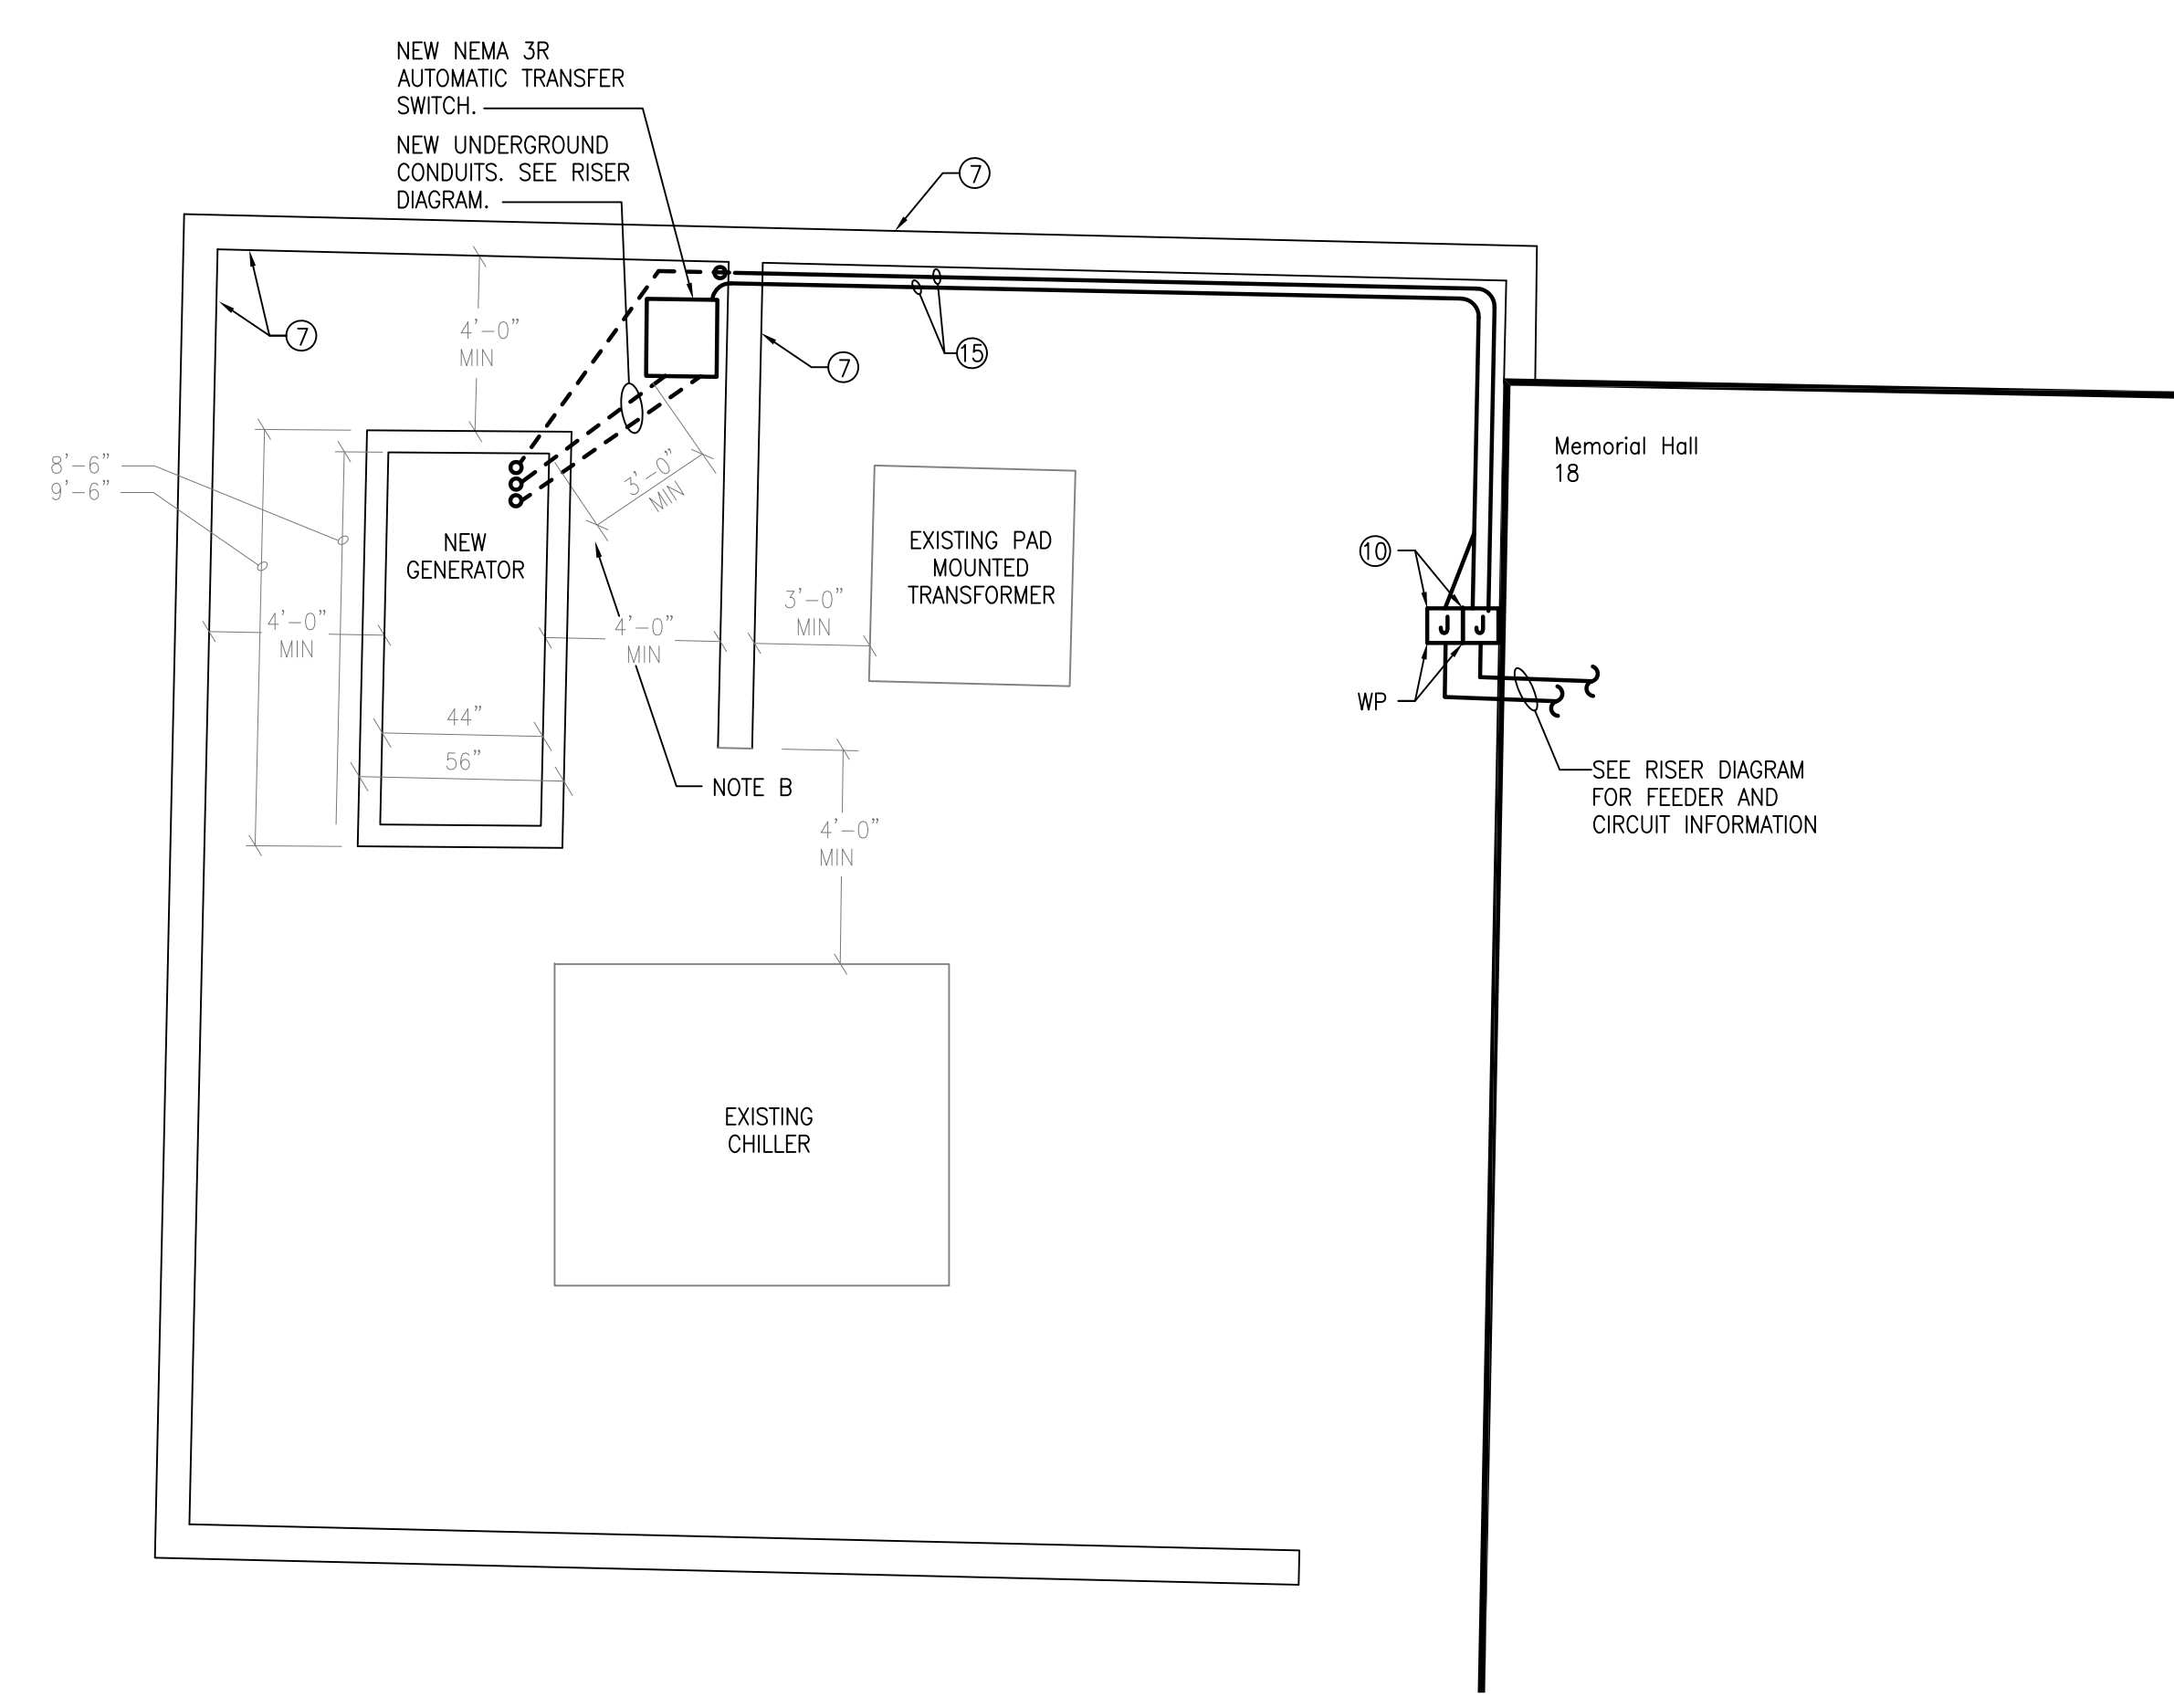 NEW NEMA 3R
AUTOMATIC TRANSFER
SWITCH.
NEW UNDERGROUND
CONDUITS. SEE RISER
DIAGRAM.
7
7
7
15
4'-0"
MIN
8'-6"
9'-6"
3'-0"
MIN
NEW
GENERATOR
EXISTING PAD
MOUNTED
TRANSFORMER
Memorial Hall
18
10
J
J
WP
4'-0"
MIN
4'-0"
MIN
3'-0"
MIN
44"
56"
NOTE B
4'-0"
MIN
SEE RISER DIAGRAM
FOR FEEDER AND
CIRCUIT INFORMATION
EXISTING
CHILLER